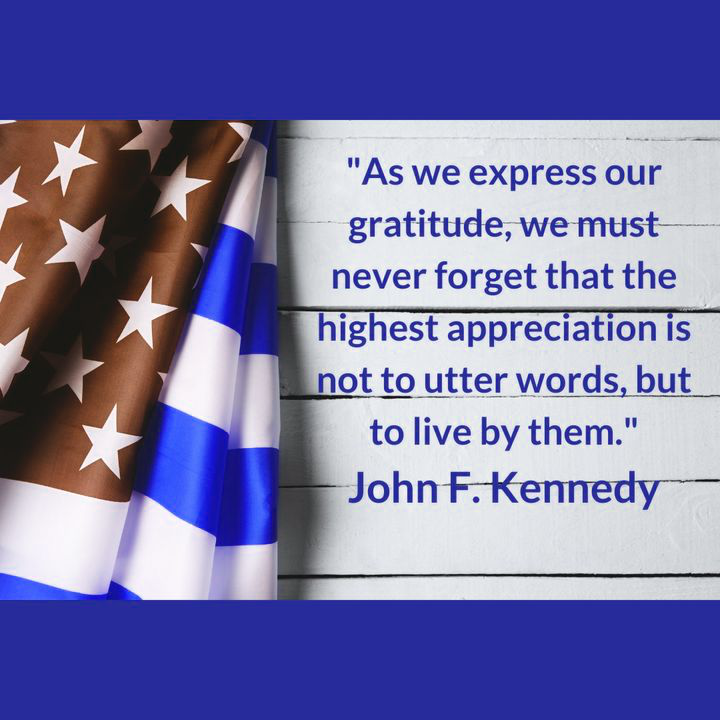 "As we express our
gratitude, we must
never forget that the
highest appreciation is
not to utter words, but
to live by them."
John F. Kennedy